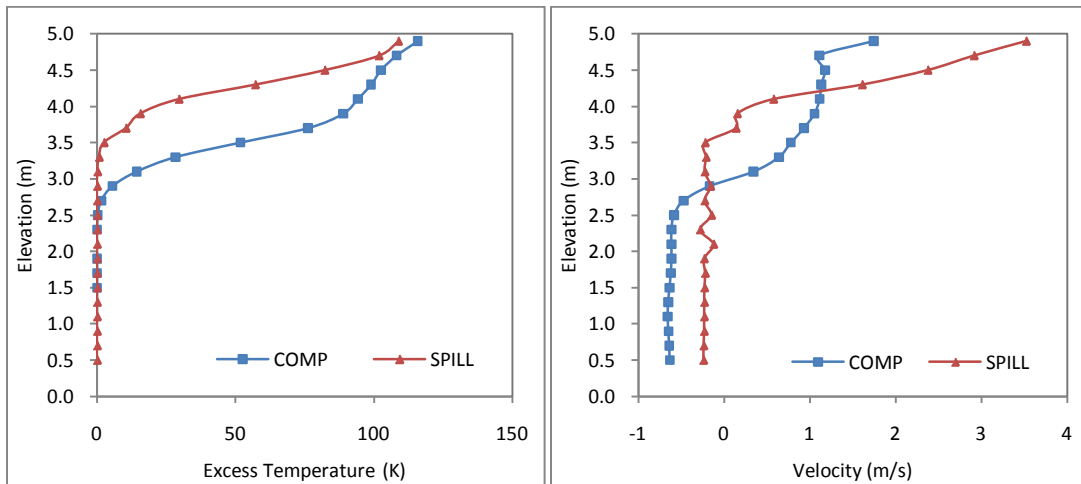 5.0
4.5
4.0
3.5
3.0
2.5
2.0
1.5
1.0
0.5
0.0
Elevation (m)
COMP SPILL
0 50 100 150
Excess Temperature (K)
5.0
4.5
4.0
3.5
3.0
2.5
2.0
1.5
1.0
0.5
0.0
Elevation (m)
COMP SPILL
-1 0 1 2 3 4
Velocity (m/s)